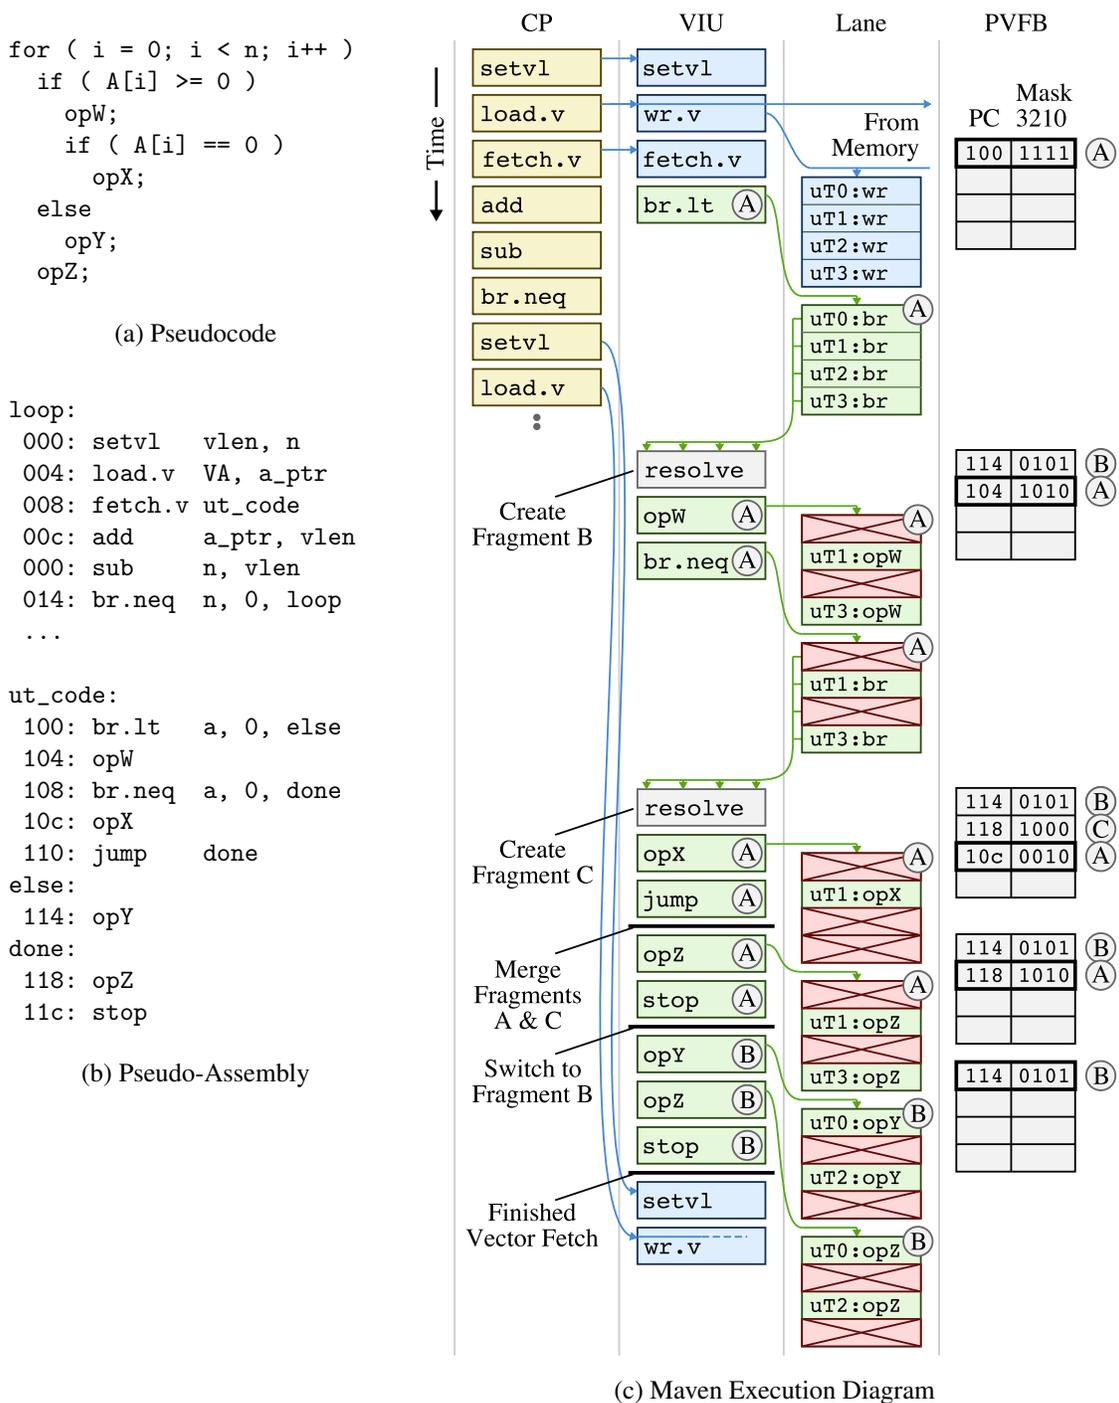 for ( i = 0; i < n; i++ )
if ( A[i] >= 0 )
opW;
if ( A[i] == 0 )
opX;
else
opY;
opZ;
(a) Pseudocode
loop:
000: setvl vlen, n
004: load.v VA, a_ptr
008: fetch.v ut_code
00c: add a_ptr, vlen
000: sub n, vlen
014: br.neq n, 0, loop
...
ut_code:
100: br.lt a, 0, else
104: opW
108: br.neq a, 0, done
10c: opX
110: jump done
else:
114: opY
done:
118: opZ
11c: stop
(b) Pseudo-Assembly
Time
CP
setvl
load.v
fetch.v
add
sub
br.neq
setvl
load.v
Create
Fragment B
Create
Fragment C
Merge
Fragments
A & C
Switch to
Fragment B
Finished
Vector Fetch
VIU
setvl
wr.v
fetch.v
br.lt A
resolve
opW A
br.neq A
resolve
opX A
jump A
opZ A
stop A
opY B
opZ B
stop B
setvl
wr.v
Lane
From
Memory
uT0:wr
uT1:wr
uT2:wr
uT3:wr
uT0:br A
uT1:br
uT2:br
uT3:br
A
uT1:opW
uT3:opW
A
uT1:br
uT3:br
A
uT1:opX
A
uT1:opZ
uT3:opZ
uT0:opY B
uT2:opY
uT0:opZ B
uT2:opZ
PVFB
Mask
PC 3210
100 1111 A
114 0101 B
104 1010 A
114 0101 B
118 1000 C
10c 0010 A
114 0101 B
118 1010 A
114 0101 B
(c) Maven Execution Diagram